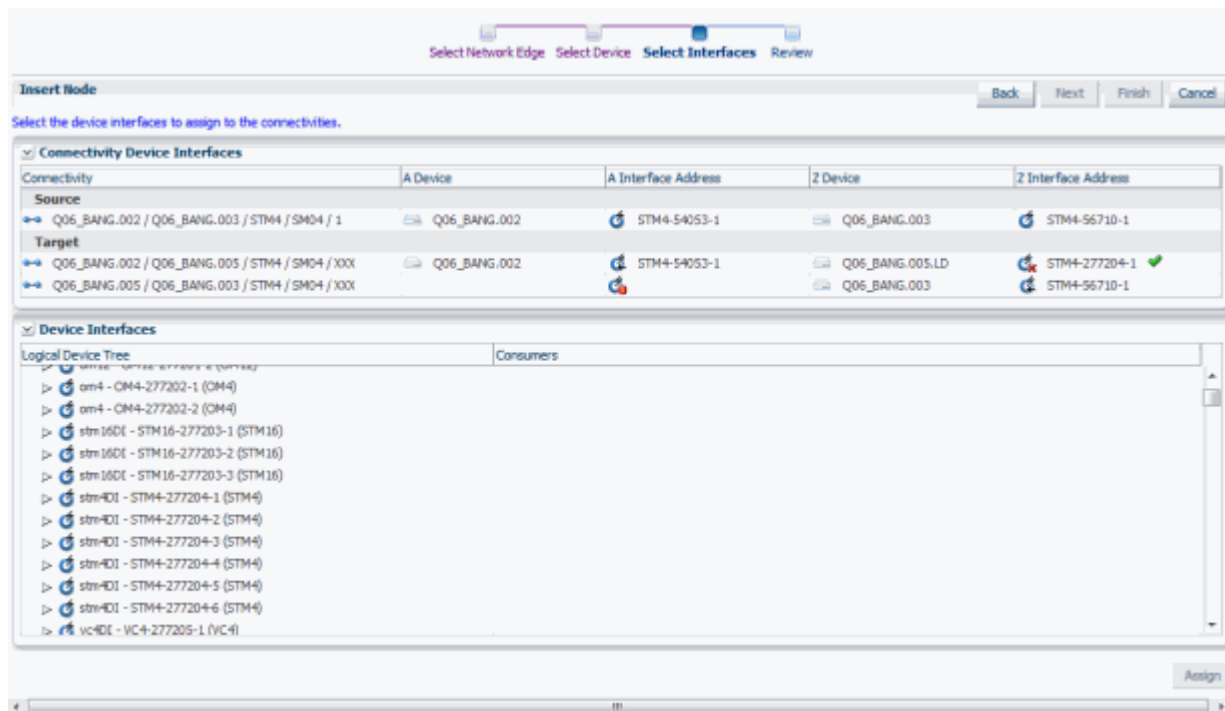 Select Network Edge Select Device Select Interfaces Review
Insert Node Back Next Finish Cancel
Select the device interfaces to assign to the connectivities.
Connectivity Device Interfaces
Connectivity A Device A Interface Address Z Device Z Interface Address
Source
Q06_BANG.002 / Q06_BANG.003 / STM4 / SM04 / 1 Q06_BANG.002 STM4-54053-1 Q06_BANG.003 STM4-56710-1
Target
Q06_BANG.002 / Q06_BANG.005 / STM4 / SM04 / XXX Q06_BANG.002 STM4-54053-1 Q06_BANG.005.LD STM4-277204-1
Q06_BANG.005 / Q06_BANG.003 / STM4 / SM04 / XXX Q06_BANG.003 STM4-56710-1
Device Interfaces
Logical Device Tree Consumers
om4 - OM4-277202-1 (OM4)
om4 - OM4-277202-2 (OM4)
stm16DI - STM16-277203-1 (STM16)
stm16DI - STM16-277203-2 (STM16)
stm16DI - STM16-277203-3 (STM16)
stm4DI - STM4-277204-1 (STM4)
stm4DI - STM4-277204-2 (STM4)
stm4DI - STM4-277204-3 (STM4)
stm4DI - STM4-277204-4 (STM4)
stm4DI - STM4-277204-5 (STM4)
stm4DI - STM4-277204-6 (STM4)
vc4DI - VC4-277205-1 (VC4)
Assign